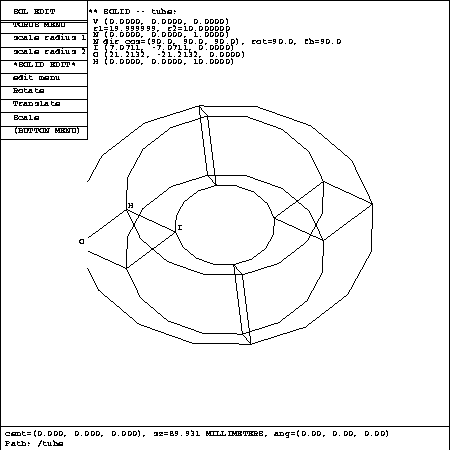 SOL EDIT
TORUS MENU
scale radius 1
scale radius 2
*SOLID EDIT*
edit menu
Rotate
Translate
Scale
(BUTTON MENU)
** SOLID -- tube:
V (0.0000, 0.0000, 0.0000)
r1=19.999999, r2=10.000000
N (0.0000, 0.0000, 1.0000)
N dir cos=(90.0, 90.0, 90.0), rot=90.0, fb=90.0
I (7.0711, -7.0711, 0.0000)
O (21.2132, -21.2132, 0.0000)
H (0.0000, 0.0000, 10.0000)
H
I
O
cent=(0.000, 0.000, 0.000), sz=89.931 MILLIMETERS, ang=(0.00, 0.00, 0.00)
Path: /tube